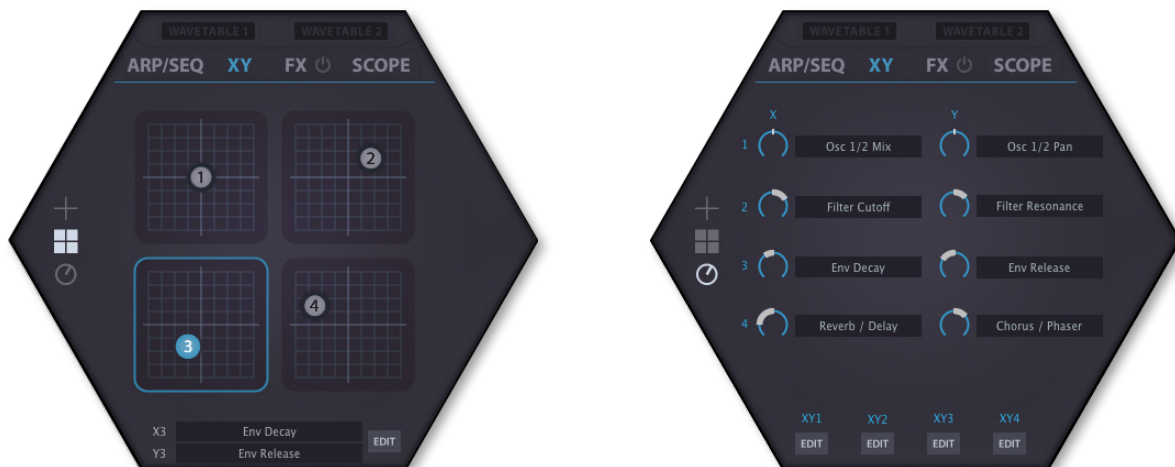 WAVETABLE 1 WAVETABLE 2
ARP/SEQ XY FX SCOPE
1
2
3
4
X3 Env Decay
EDIT
Y3 Env Release
WAVETABLE 1 WAVETABLE 2
ARP/SEQ XY FX SCOPE
X Y
1 Osc 1/2 Mix Osc 1/2 Pan
2 Filter Cutoff Filter Resonance
3 Env Decay Env Release
4 Reverb / Delay Chorus / Phaser
XY1 XY2 XY3 XY4
EDIT EDIT EDIT EDIT